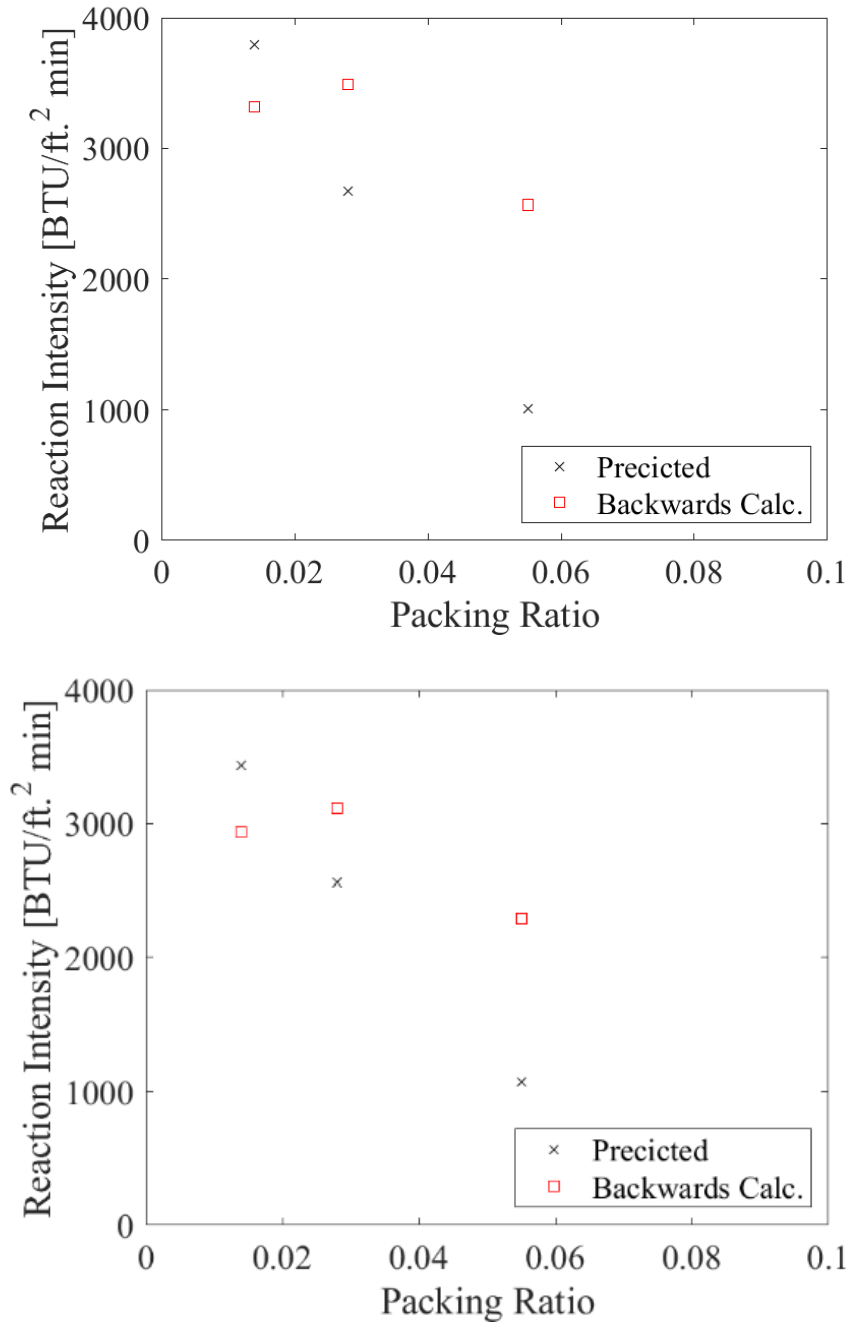 4000
3000
2000
1000
0
Reaction Intensity [BTU/ft.² min]
Precicted
Backwards Calc.
0 0.02 0.04 0.06 0.08 0.1
Packing Ratio
4000
3000
2000
1000
0
Reaction Intensity [BTU/ft.² min]
Precicted
Backwards Calc.
0 0.02 0.04 0.06 0.08 0.1
Packing Ratio